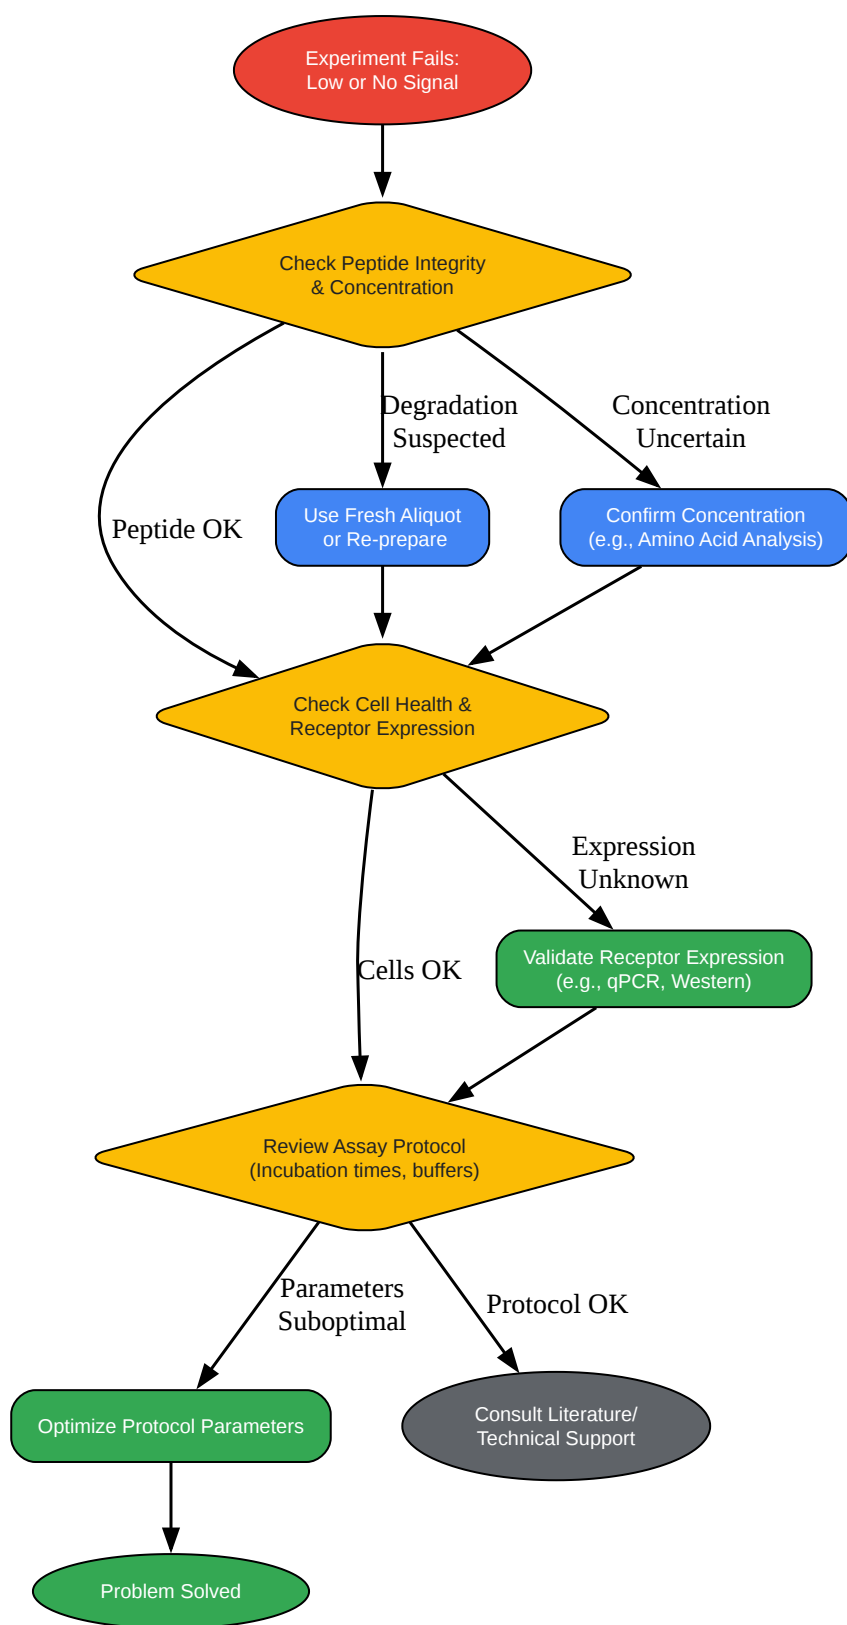 Experiment Fails:
Low or No Signal
Check Peptide Integrity
& Concentration
Degradation
Suspected
Concentration
Uncertain
Peptide OK
Use Fresh Aliquot
or Re-prepare
Confirm Concentration
(e.g., Amino Acid Analysis)
Check Cell Health &
Receptor Expression
Expression
Unknown
Cells OK
Validate Receptor Expression
(e.g., qPCR, Western)
Review Assay Protocol
(Incubation times, buffers)
Parameters
Suboptimal
Protocol OK
Optimize Protocol Parameters
Consult Literature/
Technical Support
Problem Solved